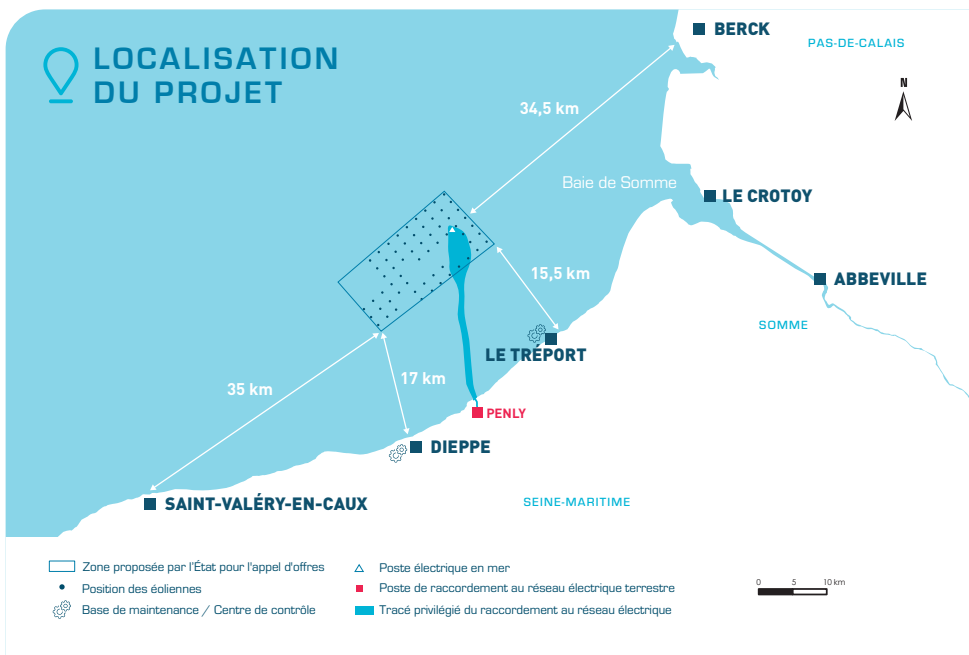 LOCALISATION
DU PROJET
BERCK
PAS-DE-CALAIS
N
34,5 km
Baie de Somme
LE CROTOY
15,5 km
ABBEVILLE
SOMME
LE TRÉPORT
17 km
35 km
PENLY
DIEPPE
SAINT-VALÉRY-EN-CAUX
SEINE-MARITIME
Zone proposée par l'État pour l'appel d'offres
Position des éoliennes
Base de maintenance / Centre de contrôle
Poste électrique en mer
Poste de raccordement au réseau électrique terrestre
Tracé privilégié du raccordement au réseau électrique
0 5 10 km